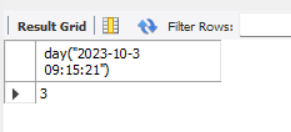 Result Grid Filter Rows:
day("2023-10-3
09:15:21")
3